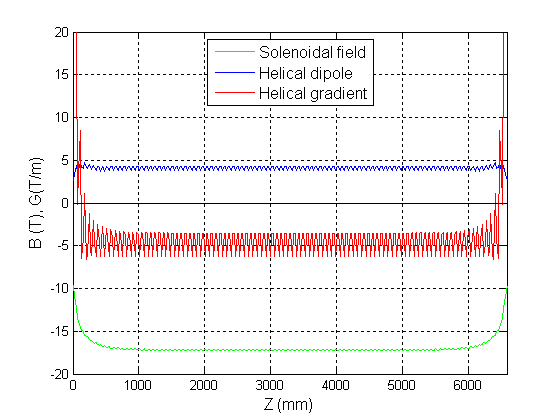 20
15
10
5
0
-5
-10
-15
-20
B (T), G(T/m)
Solenoidal field
Helical dipole
Helical gradient
0 1000 2000 3000 4000 5000 6000
Z (mm)